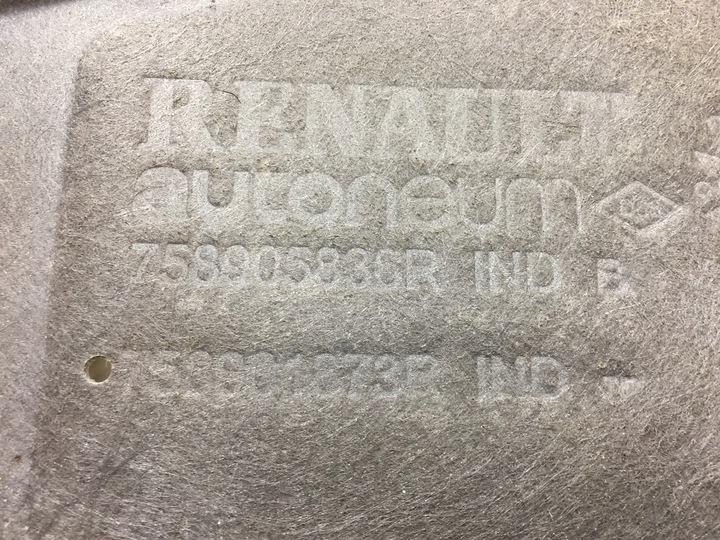 RENAULT
autoneum
758905836R IND B
IND